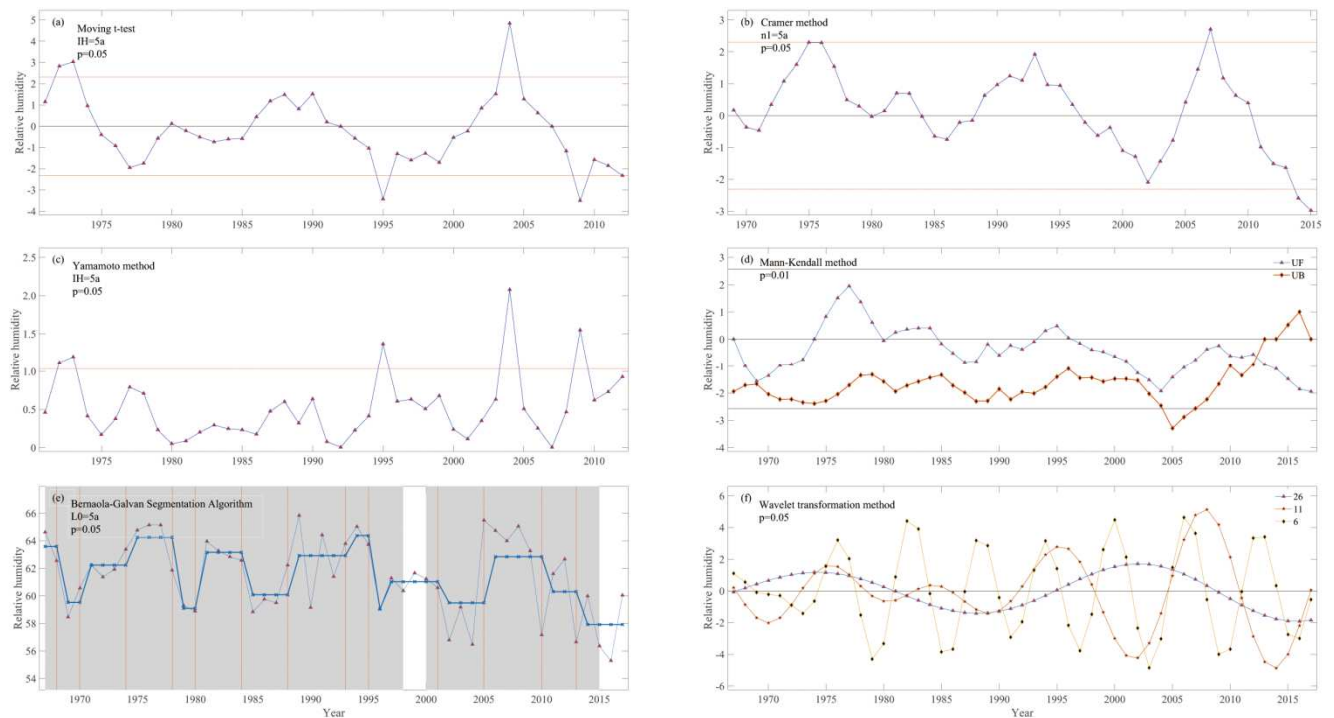 (a)
Moving t-test
IH=5a
p=0.05
Relative humidity
5
4
3
2
1
0
-1
-2
-3
-4
1975 1980 1985 1990 1995 2000 2005 2010
(b)
Cramer method
n1=5a
p=0.05
Relative humidity
3
2
1
0
-1
-2
-3
1970 1975 1980 1985 1990 1995 2000 2005 2010 2015
(c)
Yamamoto method
IH=5a
p=0.05
Relative humidity
2.5
2.0
1.5
1.0
0.5
0
1975 1980 1985 1990 1995 2000 2005 2010
(d)
Mann-Kendall method
p=0.01
UF
UB
Relative humidity
3
2
1
0
-1
-2
-3
-4
1970 1975 1980 1985 1990 1995 2000 2005 2010 2015
(e)
Bernaola-Galvan Segmentation Algorithm
L0=5a
p=0.05
Relative humidity
66
64
62
60
58
56
54
1970 1975 1980 1985 1990 1995 2000 2005 2010 2015
Year
(f)
Wavelet transformation method
p=0.05
26
11
6
Relative humidity
6
4
2
0
-2
-4
-6
1970 1975 1980 1985 1990 1995 2000 2005 2010 2015
Year